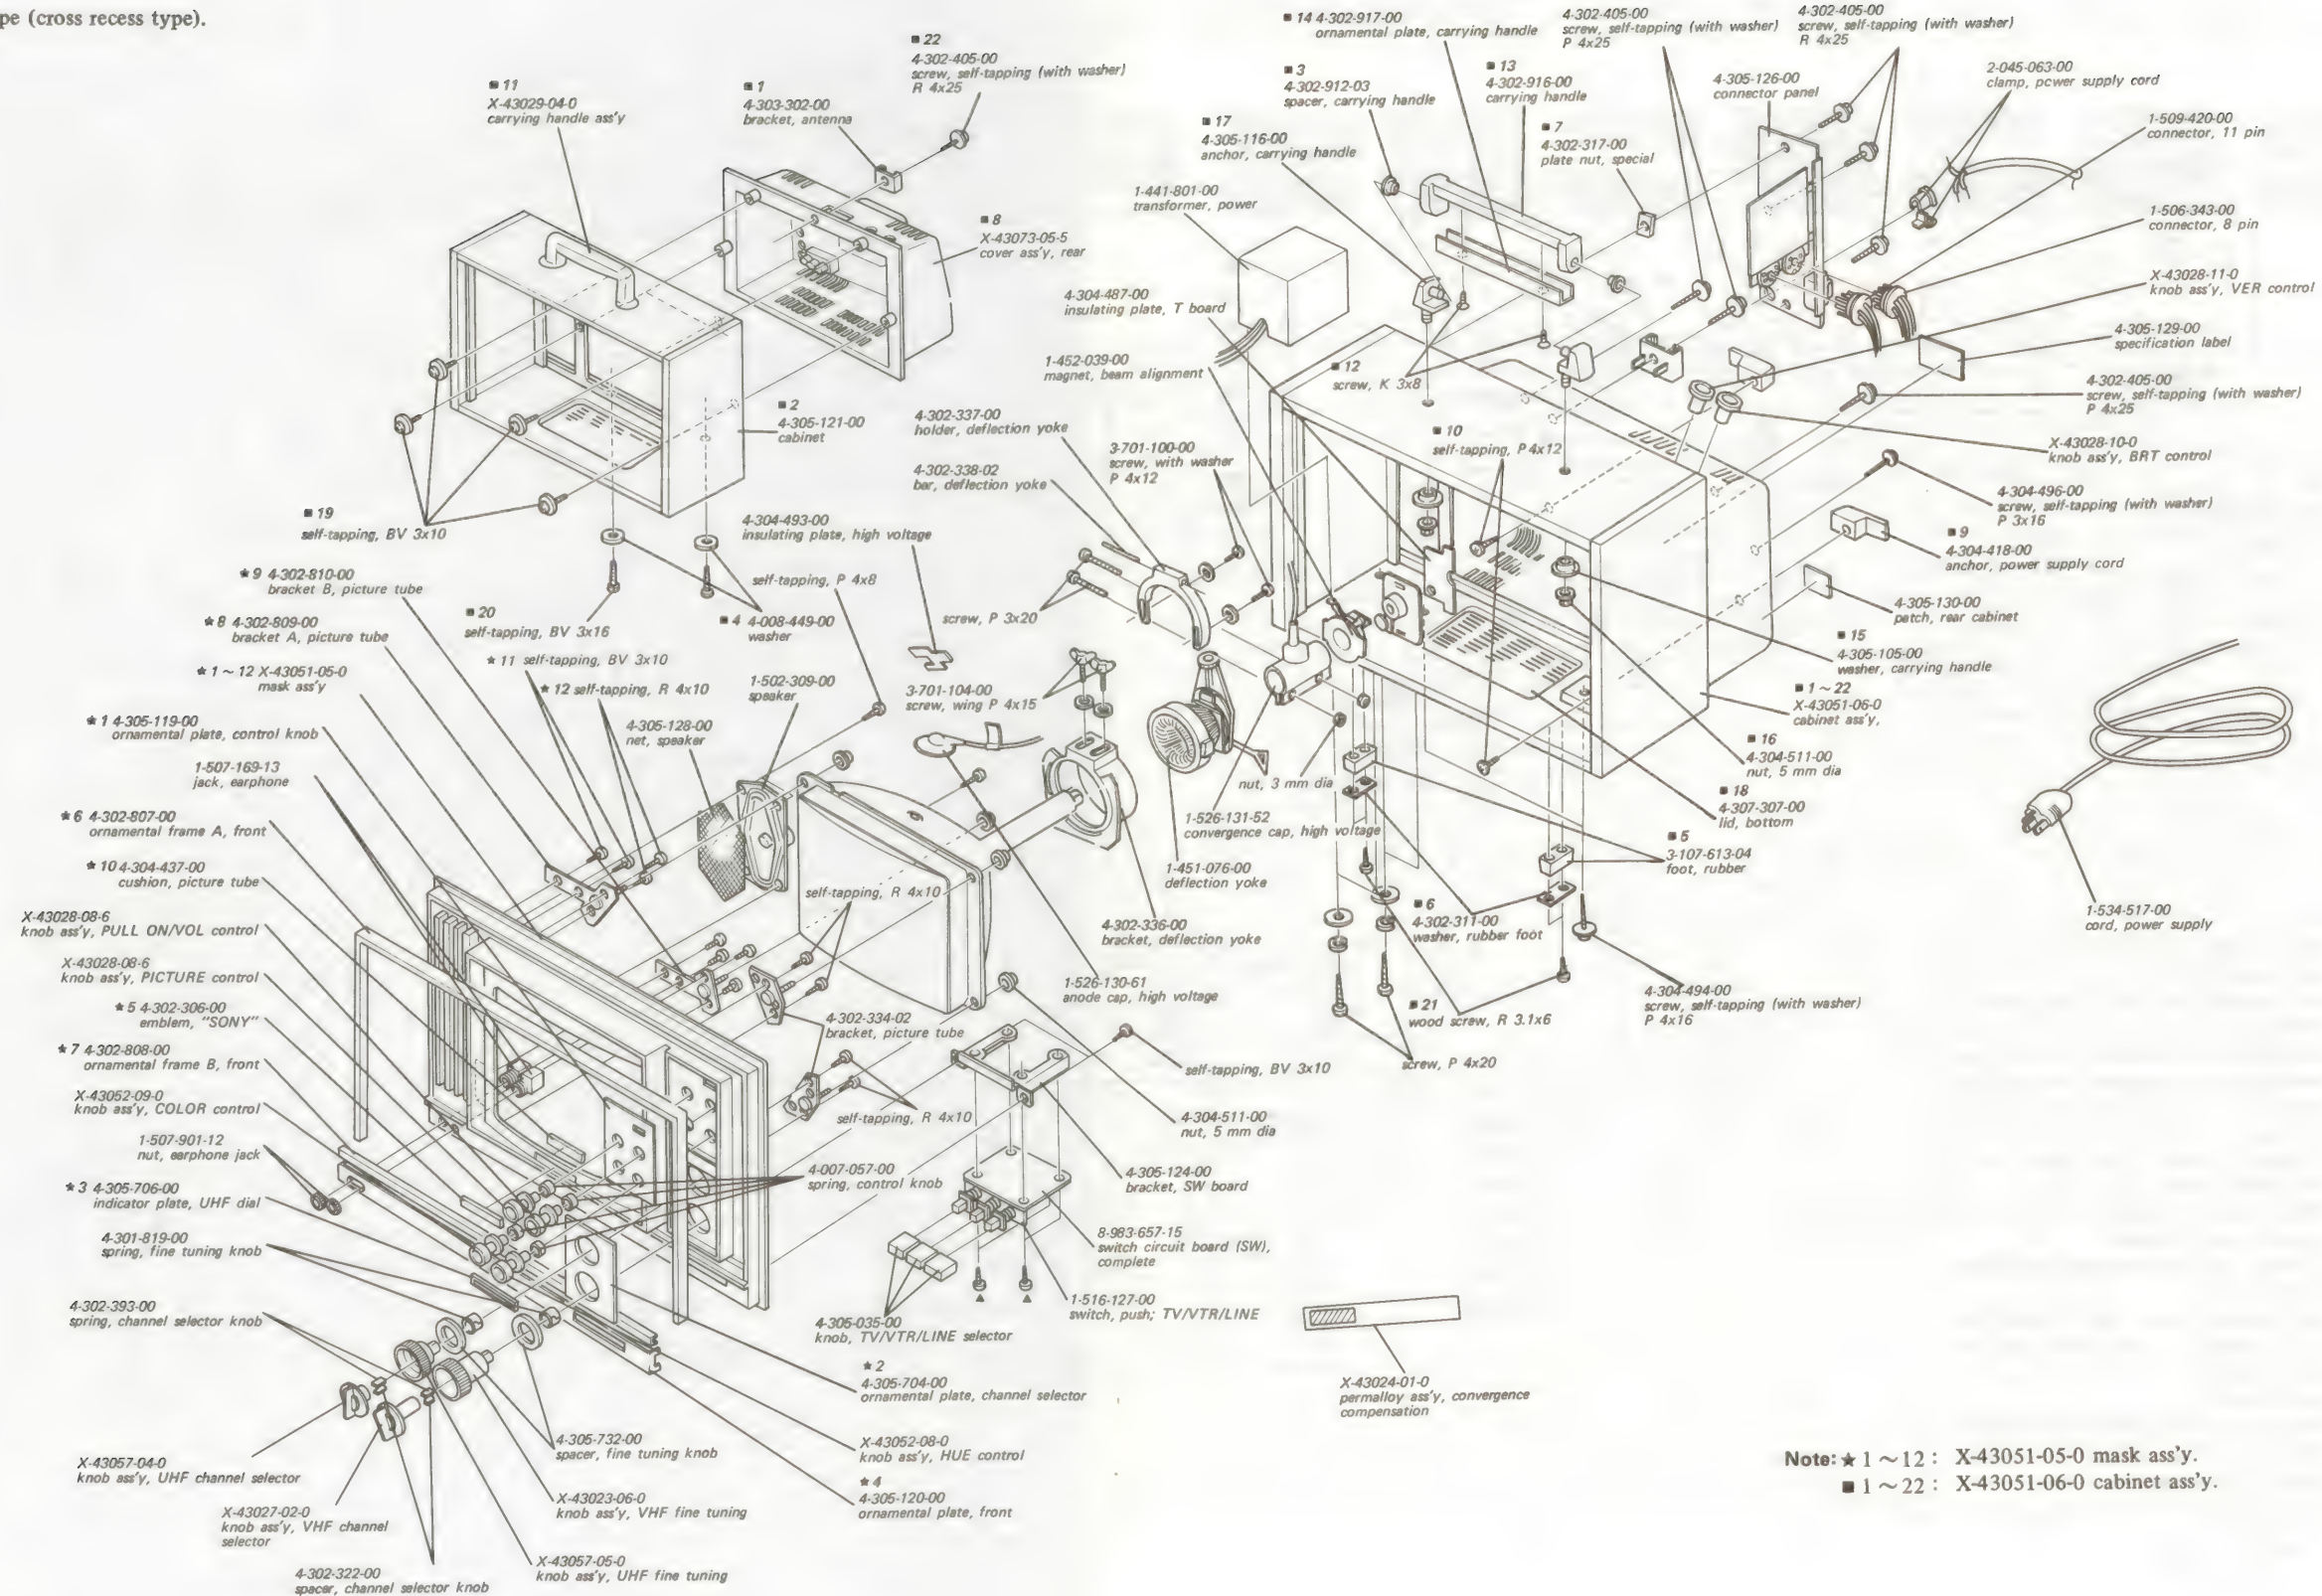 pe (cross recess type).
■ 11
X-43029-04-0
carrying handle ass'y
■ 1
4-303-302-00
bracket, antenna
■ 22
4-302-405-00
screw, self-tapping (with washer)
R 4x25
■ 8
X-43073-05-5
cover ass'y, rear
■ 2
4-305-121-00
cabinet
■ 19
self-tapping, BV 3x10
■ 20
self-tapping, BV 3x16
■ 4 4-008-449-00
washer
■ 14 4-302-917-00
ornamental plate, carrying handle
4-302-405-00
screw, self-tapping (with washer)
P 4x25
4-302-405-00
screw, self-tapping (with washer)
R 4x25
■ 3
4-302-912-03
spacer, carrying handle
■ 13
4-302-916-00
carrying handle
4-305-126-00
connector panel
2-045-063-00
clamp, power supply cord
■ 17
4-305-116-00
anchor, carrying handle
■ 7
4-302-317-00
plate nut, special
1-509-420-00
connector, 11 pin
1-441-801-00
transformer, power
1-506-343-00
connector, 8 pin
X-43028-11-0
knob ass'y, VER control
4-304-487-00
insulating plate, T board
4-305-129-00
specification label
1-452-039-00
magnet, beam alignment
■ 12
screw, K 3x8
4-302-405-00
screw, self-tapping (with washer)
P 4x25
4-302-337-00
holder, deflection yoke
3-701-100-00
screw, with washer
P 4x12
■ 10
self-tapping, P 4x12
X-43028-10-0
knob ass'y, BRT control
4-302-338-02
bar, deflection yoke
4-304-496-00
screw, self-tapping (with washer)
P 3x16
■ 9
4-304-418-00
anchor, power supply cord
4-304-493-00
insulating plate, high voltage
self-tapping, P 4x8
screw, P 3x20
4-305-130-00
patch, rear cabinet
■ 15
4-305-105-00
washer, carrying handle
■ 1 ~ 22
X-43051-06-0
cabinet ass'y,
■ 16
4-304-511-00
nut, 5 mm dia
■ 18
4-307-307-00
lid, bottom
■ 5
3-107-613-04
foot, rubber
★ 9 4-302-810-00
bracket B, picture tube
★ 8 4-302-809-00
bracket A, picture tube
★ 1 ~ 12 X-43051-05-0
mask ass'y
★ 11 self-tapping, BV 3x10
★ 12 self-tapping, R 4x10
1-502-309-00
speaker
4-305-128-00
net, speaker
3-701-104-00
screw, wing P 4x15
nut, 3 mm dia
1-526-131-52
convergence cap, high voltage
1-451-076-00
deflection yoke
★ 1 4-305-119-00
ornamental plate, control knob
1-507-169-13
jack, earphone
★ 6 4-302-807-00
ornamental frame A, front
★ 10 4-304-437-00
cushion, picture tube
X-43028-08-6
knob ass'y, PULL ON/VOL control
X-43028-08-6
knob ass'y, PICTURE control
★ 5 4-302-306-00
emblem, "SONY"
★ 7 4-302-808-00
ornamental frame B, front
X-43052-09-0
knob ass'y, COLOR control
1-507-901-12
nut, earphone jack
★ 3 4-305-706-00
indicator plate, UHF dial
4-301-819-00
spring, fine tuning knob
4-302-393-00
spring, channel selector knob
self-tapping, R 4x10
4-302-336-00
bracket, deflection yoke
1-526-130-61
anode cap, high voltage
■ 6
4-302-311-00
washer, rubber foot
■ 21
wood screw, R 3.1x6
screw, P 4x20
4-304-494-00
screw, self-tapping (with washer)
P 4x16
1-534-517-00
cord, power supply
4-302-334-02
bracket, picture tube
self-tapping, R 4x10
self-tapping, BV 3x10
4-304-511-00
nut, 5 mm dia
4-007-057-00
spring, control knob
4-305-124-00
bracket, SW board
8-983-657-15
switch circuit board (SW),
complete
1-516-127-00
switch, push; TV/VTR/LINE
4-305-035-00
knob, TV/VTR/LINE selector
★ 2
4-305-704-00
ornamental plate, channel selector
X-43024-01-0
permalloy ass'y, convergence
compensation
X-43057-04-0
knob ass'y, UHF channel selector
4-305-732-00
spacer, fine tuning knob
X-43052-08-0
knob ass'y, HUE control
★ 4
4-305-120-00
ornamental plate, front
X-43027-02-0
knob ass'y, VHF channel
selector
X-43023-06-0
knob ass'y, VHF fine tuning
X-43057-05-0
knob ass'y, UHF fine tuning
4-302-322-00
spacer, channel selector knob
Note: ★ 1 ~ 12 : X-43051-05-0 mask ass'y.
■ 1 ~ 22 : X-43051-06-0 cabinet ass'y.